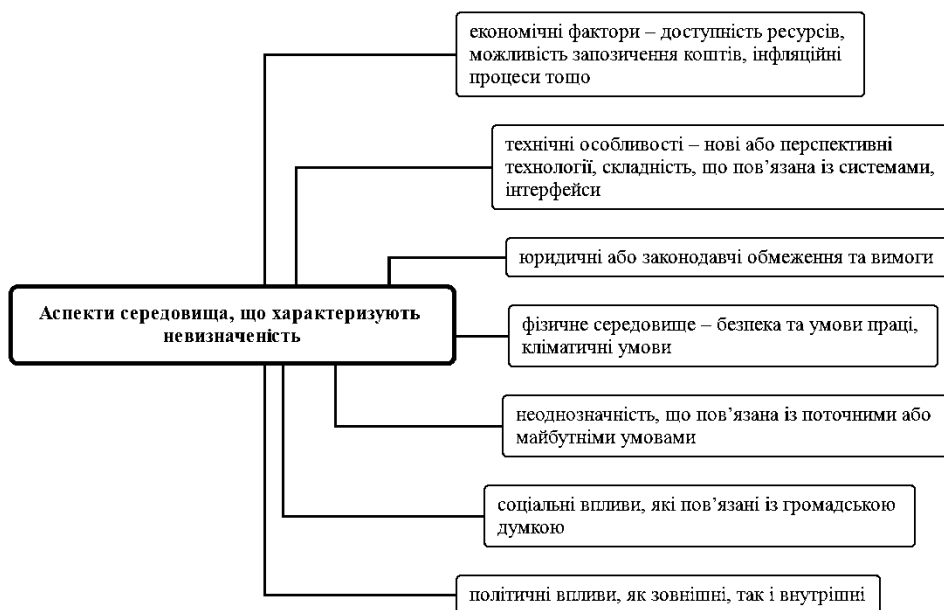 економічні фактори – доступність ресурсів,
можливість запозичення коштів, інфляційні
процеси тощо
технічні особливості – нові або перспективні
технології, складність, що пов’язана із системами,
інтерфейси
юридичні або законодавчі обмеження та вимоги
Аспекти середовища, що характеризують
невизначеність
фізичне середовище – безпека та умови праці,
кліматичні умови
неоднозначність, що пов’язана із поточними або
майбутніми умовами
соціальні впливи, які пов’язані із громадською
думкою
політичні впливи, як зовнішні, так і внутрішні